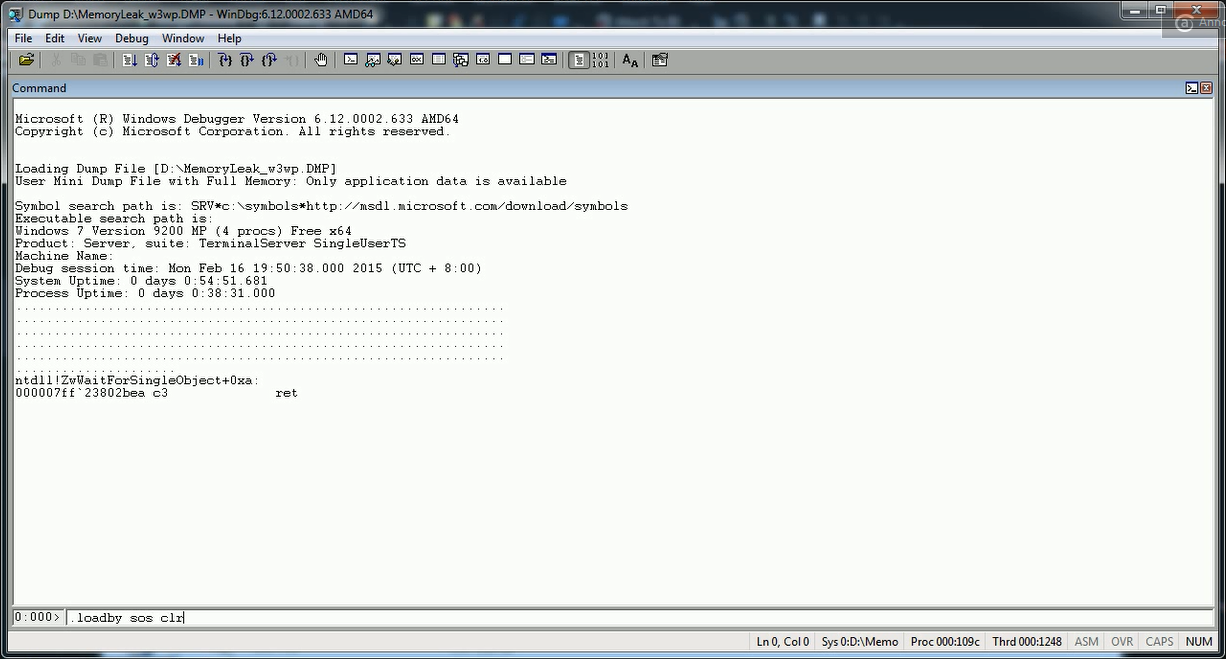 Dump D:\MemoryLeak_w3wp.DMP - WinDbg:6.12.0002.633 AMD64
File Edit View Debug Window Help
Command
Microsoft (R) Windows Debugger Version 6.12.0002.633 AMD64
Copyright (c) Microsoft Corporation. All rights reserved.
Loading Dump File [D:\MemoryLeak_w3wp.DMP]
User Mini Dump File with Full Memory: Only application data is available
Symbol search path is: SRV*c:\symbols*http://msdl.microsoft.com/download/symbols
Executable search path is:
Windows 7 Version 9200 MP (4 procs) Free x64
Product: Server, suite: TerminalServer SingleUserTS
Machine Name:
Debug session time: Mon Feb 16 19:50:38.000 2015 (UTC + 8:00)
System Uptime: 0 days 0:54:51.681
Process Uptime: 0 days 0:38:31.000
................................................................
................................................................
................................................................
................................................................
.....................
ntdll!ZwWaitForSingleObject+0xa:
000007ff`23802bea c3 ret
0:000> .loadby sos clr
Ln 0, Col 0 Sys 0:D:\Memo Proc 000:109c Thrd 000:1248 ASM OVR CAPS NUM